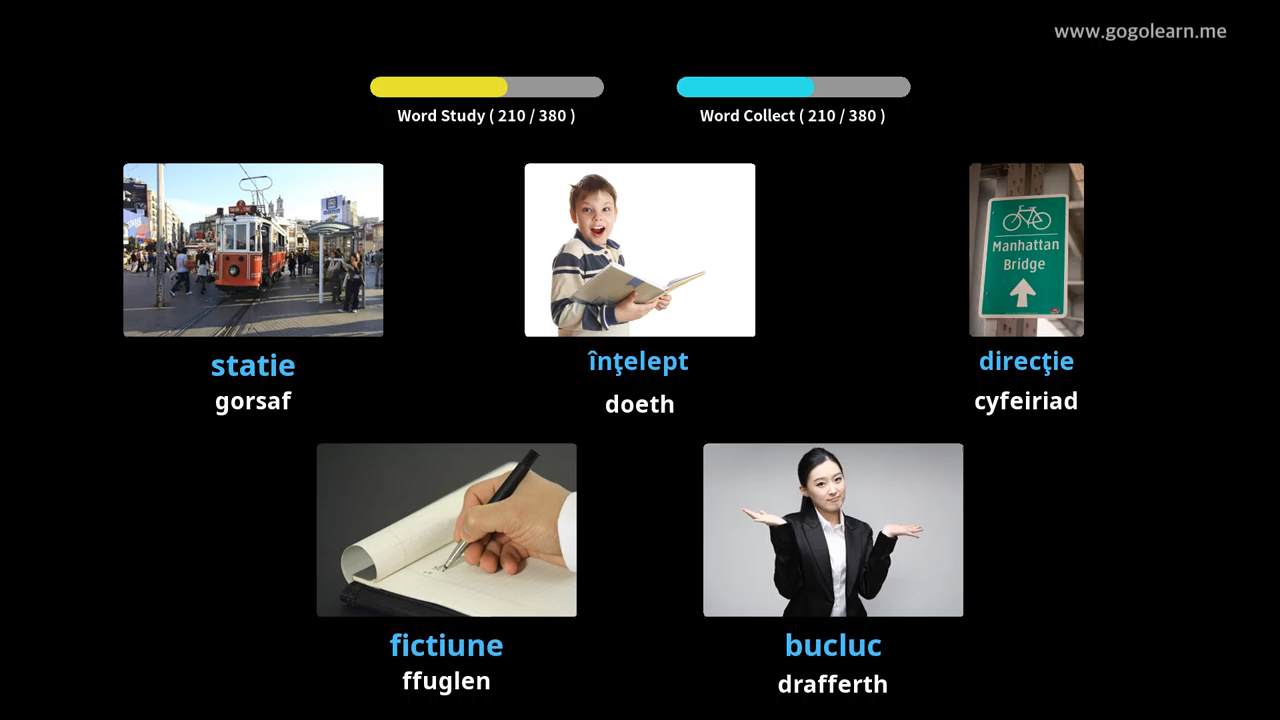 www.gogolearn.me
Word Study ( 210 / 380 )
Word Collect ( 210 / 380 )
Manhattan
Bridge
statie
gorsaf
înţelept
doeth
direcţie
cyfeiriad
fictiune
ffuglen
bucluc
drafferth